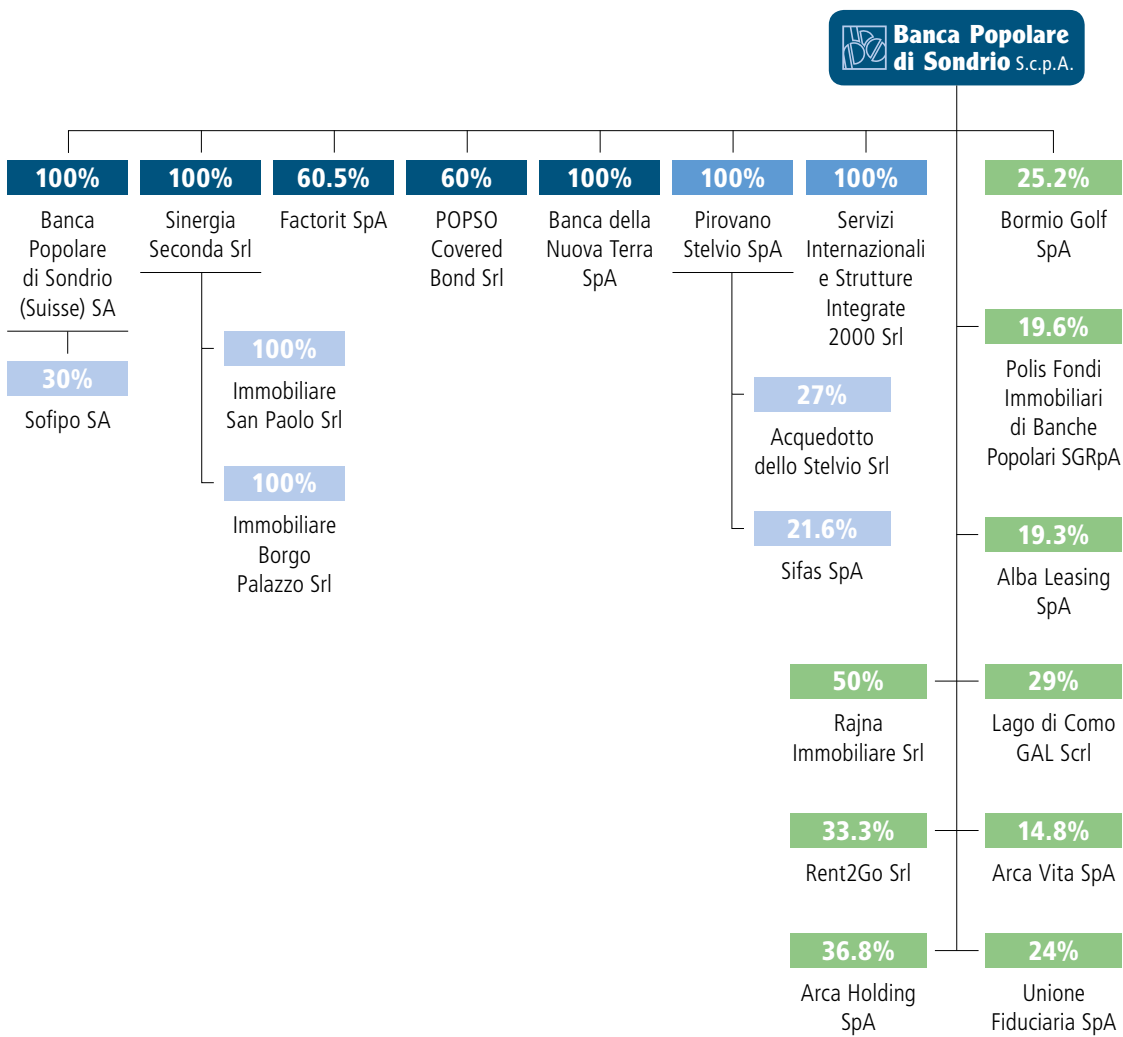 Banca Popolare
di Sondrio S.c.p.A.
100%
Banca
Popolare
di Sondrio
(Suisse) SA
30%
Sofipo SA
100%
Sinergia
Seconda Srl
100%
Immobiliare
San Paolo Srl
100%
Immobiliare
Borgo
Palazzo Srl
60.5%
Factorit SpA
60%
POPSO
Covered
Bond Srl
100%
Banca della
Nuova Terra
SpA
100%
Pirovano
Stelvio SpA
27%
Acquedotto
dello Stelvio Srl
21.6%
Sifas SpA
100%
Servizi
Internazionali
e Strutture
Integrate
2000 Srl
25.2%
Bormio Golf
SpA
19.6%
Polis Fondi
Immobiliari
di Banche
Popolari SGRpA
19.3%
Alba Leasing
SpA
50%
Rajna
Immobiliare Srl
29%
Lago di Como
GAL Scrl
33.3%
Rent2Go Srl
14.8%
Arca Vita SpA
36.8%
Arca Holding
SpA
24%
Unione
Fiduciaria SpA